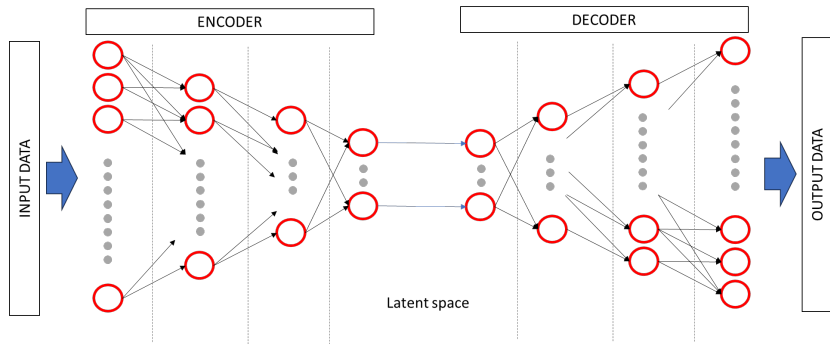 ENCODER
DECODER
INPUT DATA
OUTPUT DATA
Latent space